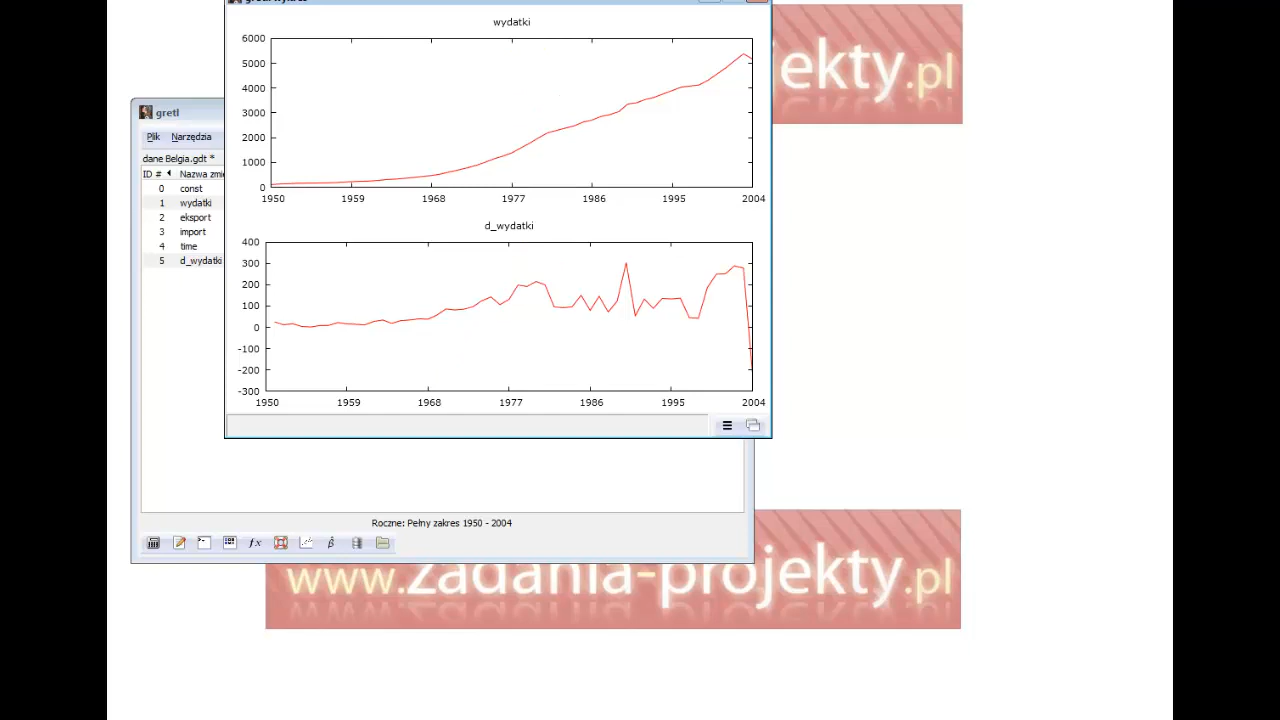 wydatki
6000
5000
4000
3000
2000
1000
0
1950 1959 1968 1977 1986 1995 2004
d_wydatki
400
300
200
100
0
-100
-200
-300
1950 1959 1968 1977 1986 1995 2004
jekty.pl
gretl
Plik Narzędzia
dane Belgia.gdt *
ID # Nazwa zmie
0 const
1 wydatki
2 eksport
3 import
4 time
5 d_wydatki
Roczne: Pełny zakres 1950 - 2004
www.zadania-projekty.pl